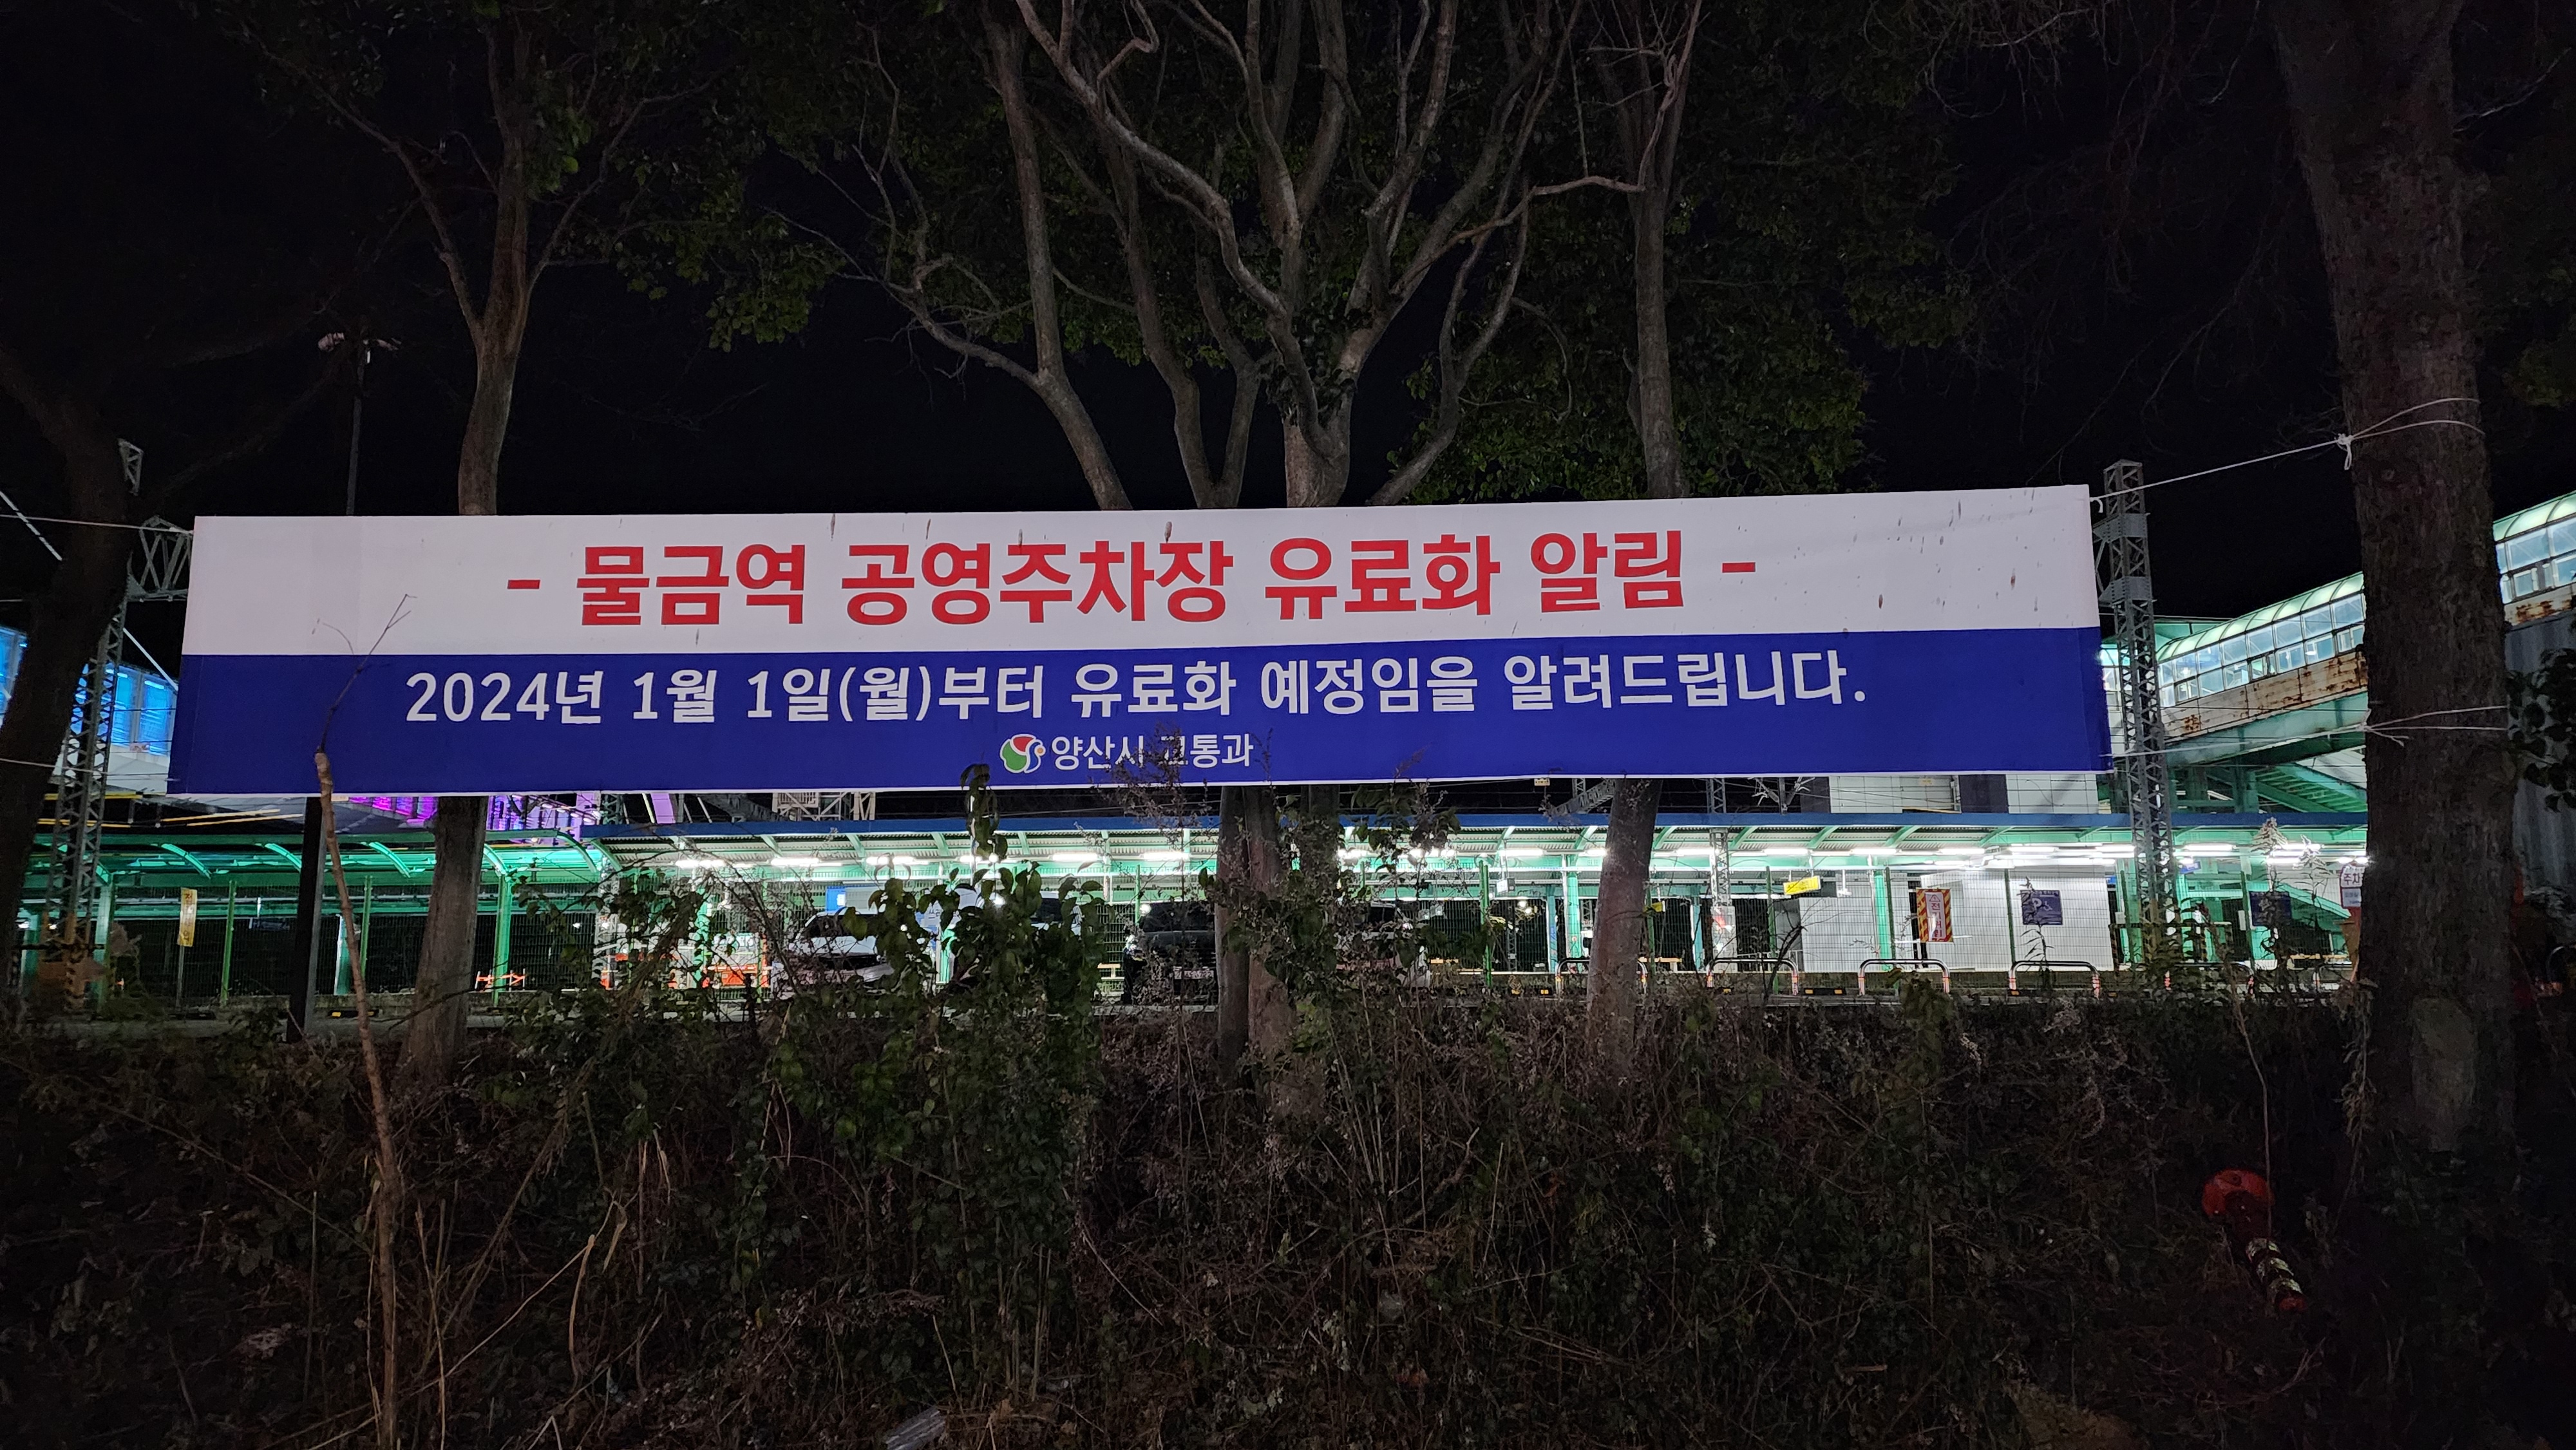 - 물금역 공영주차장 유료화 알림 -
2024년 1월 1일(월)부터 유료화 예정임을 알려드립니다.
양산시 교통과